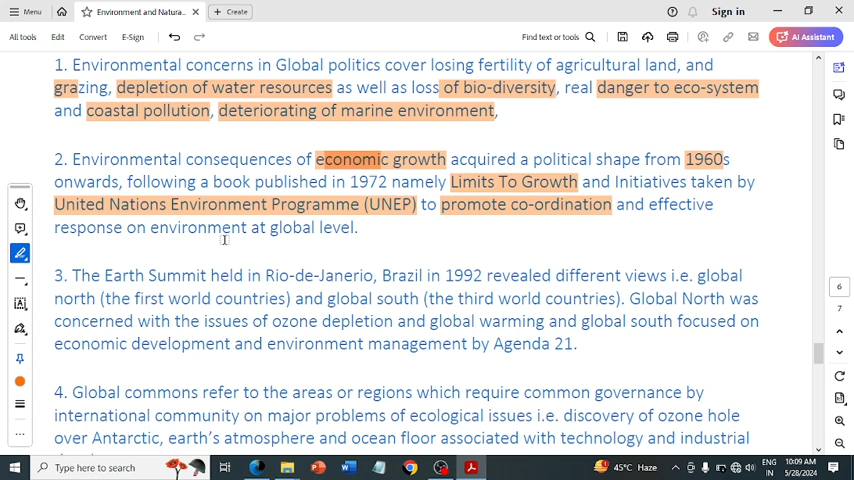 Menu
Environment and Natura...
Create
Sign in
All tools
Edit
Convert
E-Sign
Find text or tools
AI Assistant
1. Environmental concerns in Global politics cover losing fertility of agricultural land, and
grazing, depletion of water resources as well as loss of bio-diversity, real danger to eco-system
and coastal pollution, deteriorating of marine environment,
2. Environmental consequences of economic growth acquired a political shape from 1960s
onwards, following a book published in 1972 namely Limits To Growth and Initiatives taken by
United Nations Environment Programme (UNEP) to promote co-ordination and effective
response on environment at global level.
3. The Earth Summit held in Rio-de-Janerio, Brazil in 1992 revealed different views i.e. global
north (the first world countries) and global south (the third world countries). Global North was
concerned with the issues of ozone depletion and global warming and global south focused on
economic development and environment management by Agenda 21.
4. Global commons refer to the areas or regions which require common governance by
international community on major problems of ecological issues i.e. discovery of ozone hole
over Antarctic, earth's atmosphere and ocean floor associated with technology and industrial
6
7
Type here to search
45°C Haze
ENG
IN
10:09 AM
5/28/2024